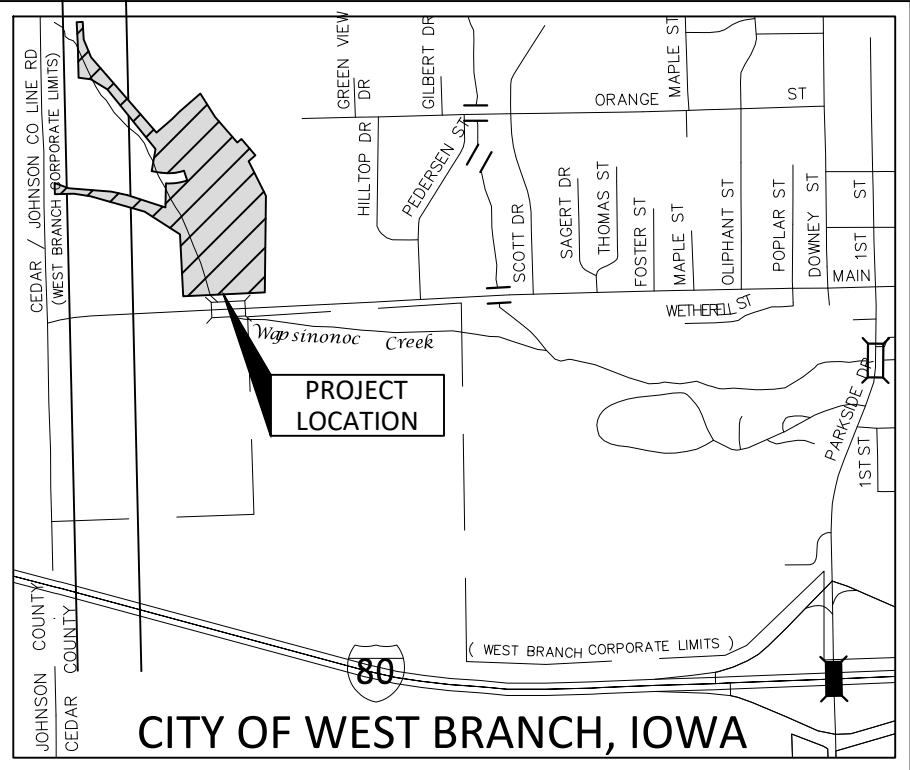 CEDAR / JOHNSON CO LINE RD
(WEST BRANCH CORPORATE LIMITS)
GREEN VIEW
DR
GILBERT DR
MAPLE ST
ORANGE ST
HILLTOP DR
PEDERSEN ST
SCOTT DR
SAGERT DR
THOMAS ST
FOSTER ST
MAPLE ST
OLIPHANT ST
POPLAR ST
DOWNEY ST
1ST ST
MAIN
WETHERELL ST
Wapsinonoc Creek
PROJECT
LOCATION
PARKSIDE DR
1ST ST
JOHNSON COUNTY
CEDAR COUNTY
( WEST BRANCH CORPORATE LIMITS )
80
CITY OF WEST BRANCH, IOWA